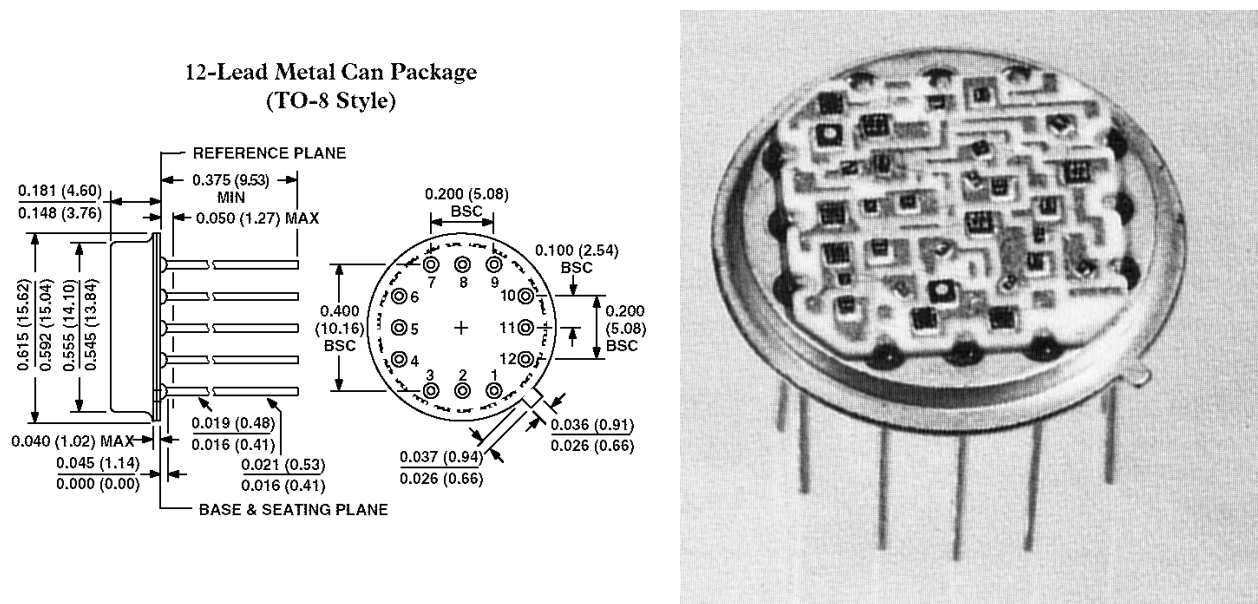 12-Lead Metal Can Package
(TO-8 Style)
REFERENCE PLANE
0.181 (4.60)
0.148 (3.76)
0.375 (9.53)
MIN
0.050 (1.27) MAX
0.200 (5.08)
BSC
0.100 (2.54)
BSC
0.615 (15.62)
0.592 (15.04)
0.555 (14.10)
0.545 (13.84)
0.400
(10.16)
BSC
7 8 9
6 10
5 11
4 12
3 2 1
0.200
(5.08)
BSC
0.019 (0.48)
0.016 (0.41)
0.040 (1.02) MAX
0.045 (1.14)
0.000 (0.00)
0.021 (0.53)
0.016 (0.41)
0.037 (0.94)
0.026 (0.66)
0.036 (0.91)
0.026 (0.66)
BASE & SEATING PLANE